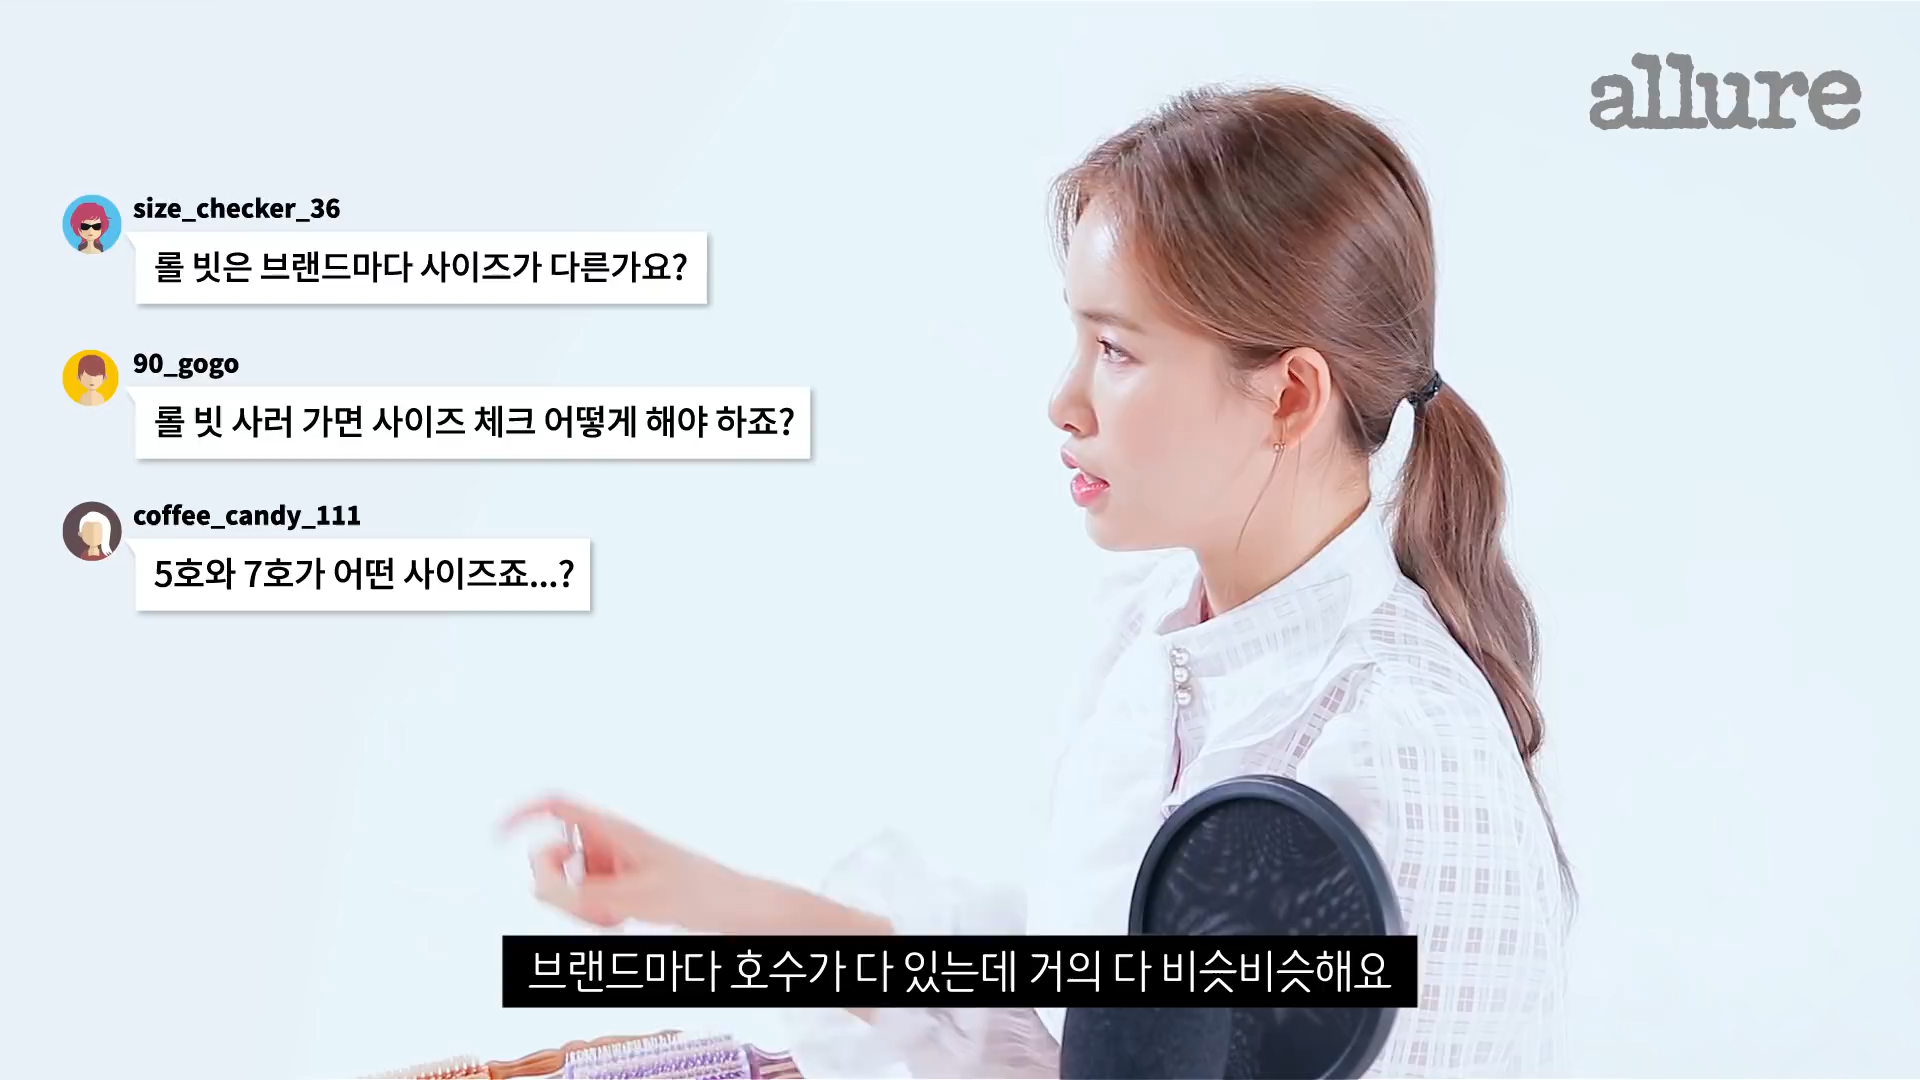 allure
size_checker_36
롤 빗은 브랜드마다 사이즈가 다른가요?
90_gogo
롤 빗 사러 가면 사이즈 체크 어떻게 해야 하죠?
coffee_candy_111
5호와 7호가 어떤 사이즈죠...?
브랜드마다 호수가 다 있는데 거의 다 비슷비슷해요